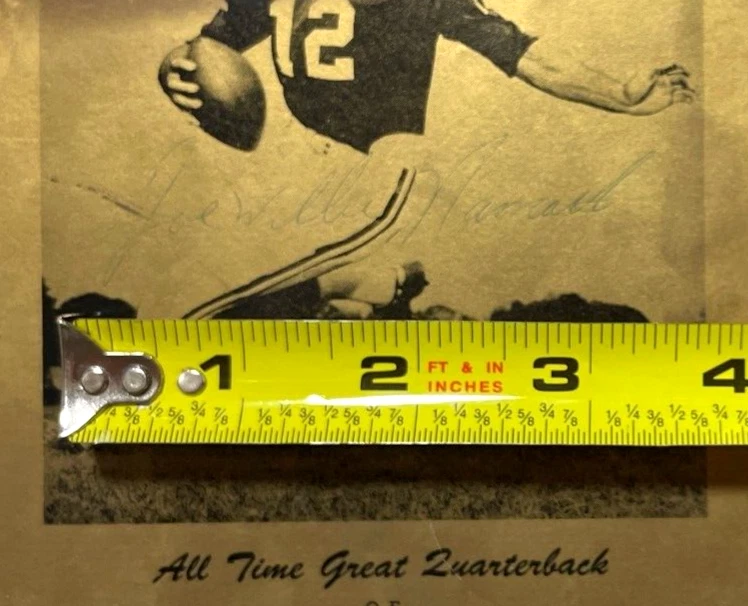 12
Joe Willie Namath
1 2 FT & IN 3 4
INCHES
1/4 3/8 1/2 5/8 3/4 7/8 1/8 1/4 3/8 1/2 5/8 3/4 7/8 1/8 1/4 3/8 1/2 5/8 3/4 7/8 1/8 1/4 3/8 1/2 5/8 3/4
All Time Great Quarterback
OF